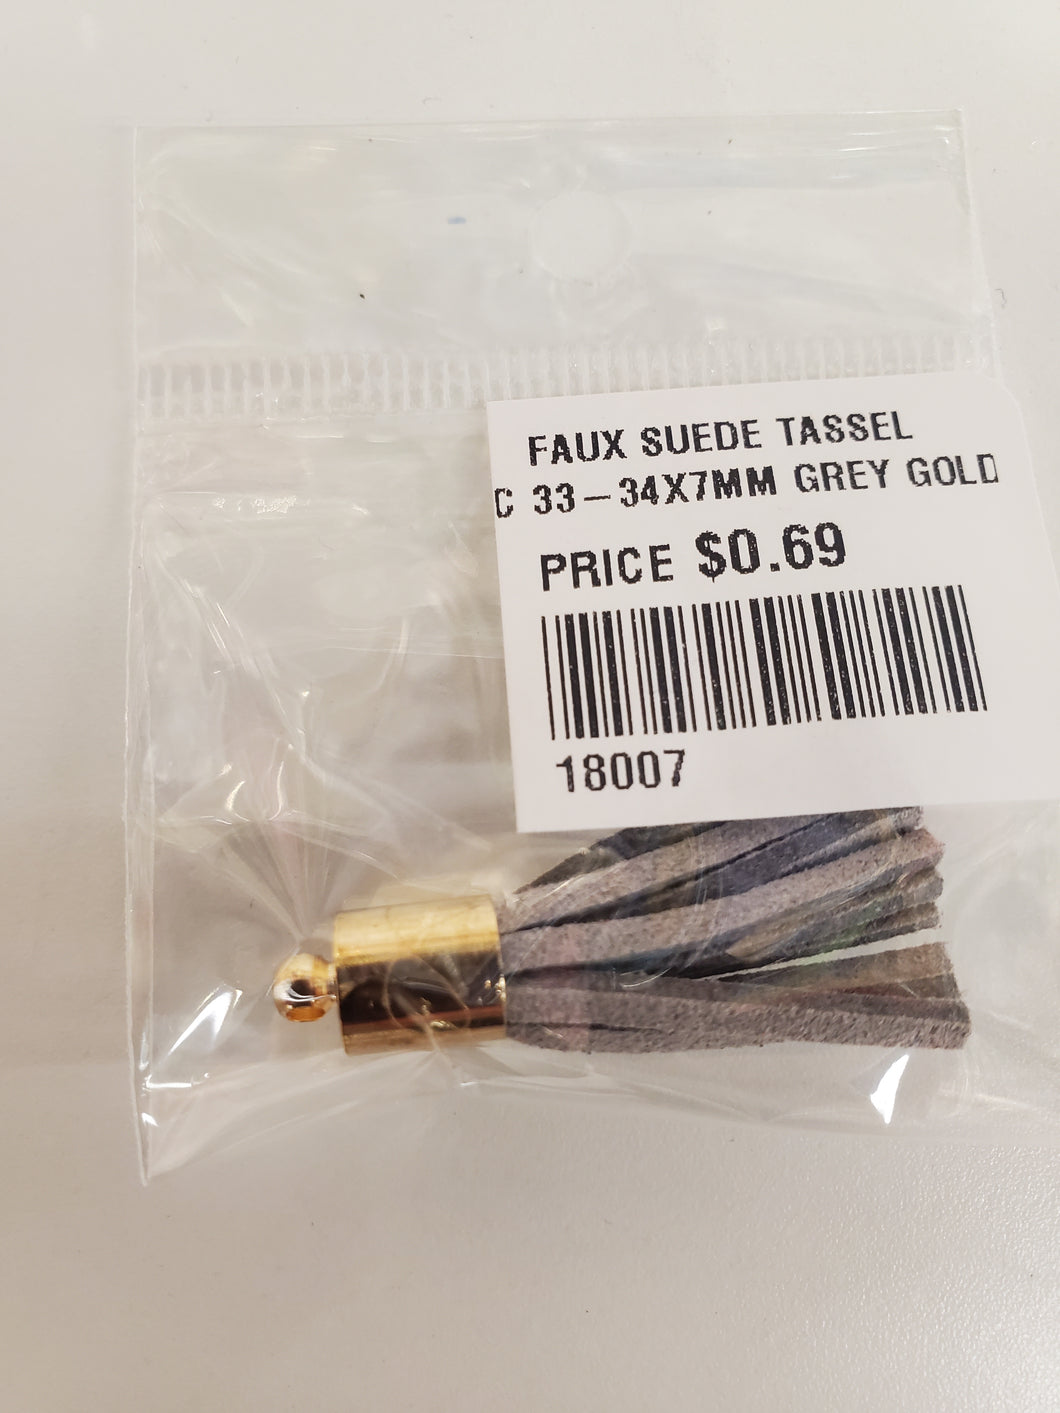 FAUX SUEDE TASSEL
C 33-34X7MM GREY GOLD
PRICE $0.69
18007